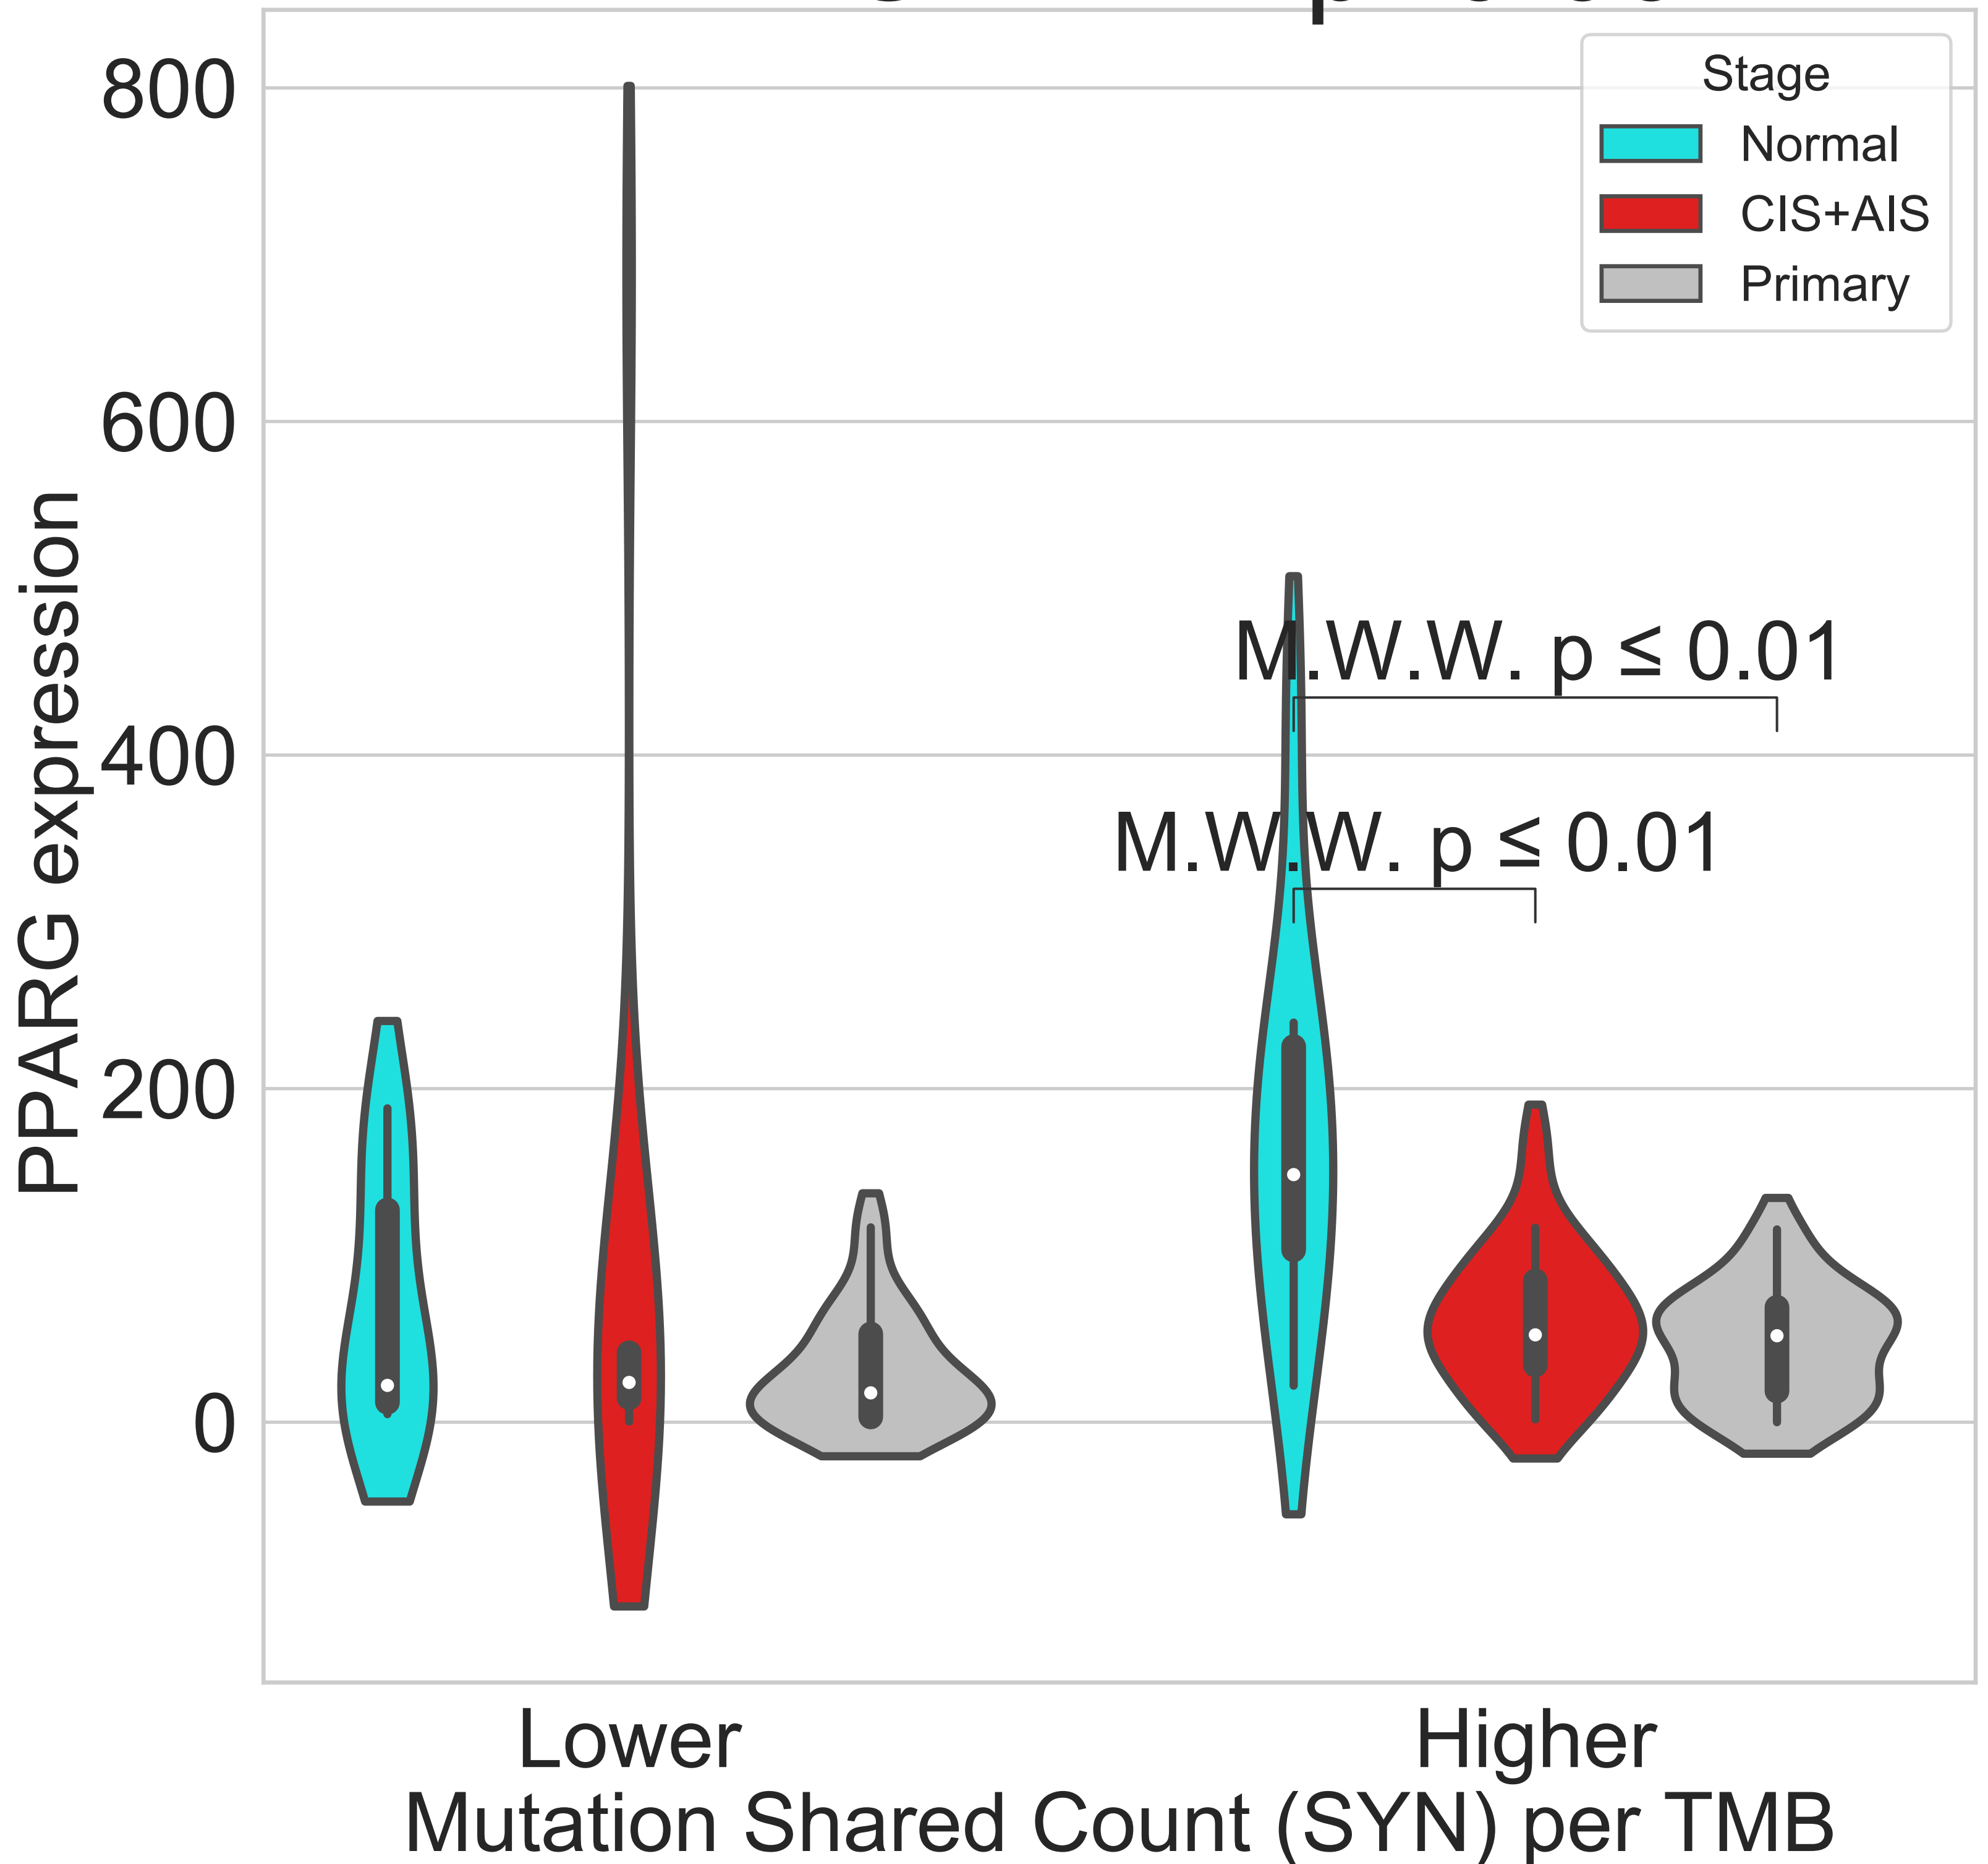 Stage
Normal
CIS+AIS
Primary
800
600
400
200
0
PPARG expression
M.W.W. p ≤ 0.01
M.W.W. p ≤ 0.01
Lower
Higher
Mutation Shared Count (SYN) per TMB